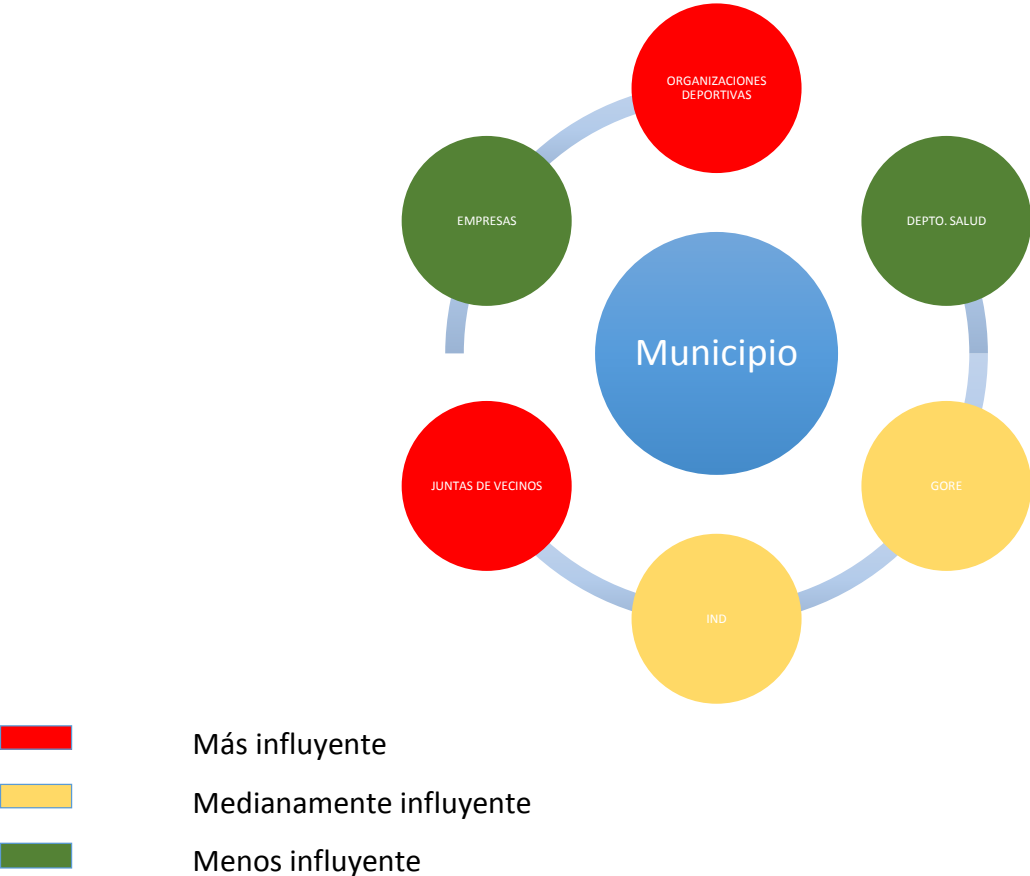 ORGANIZACIONES
DEPORTIVAS
EMPRESAS
DEPTO. SALUD
Municipio
JUNTAS DE VECINOS
GORE
IND
Más influyente
Medianamente influyente
Menos influyente